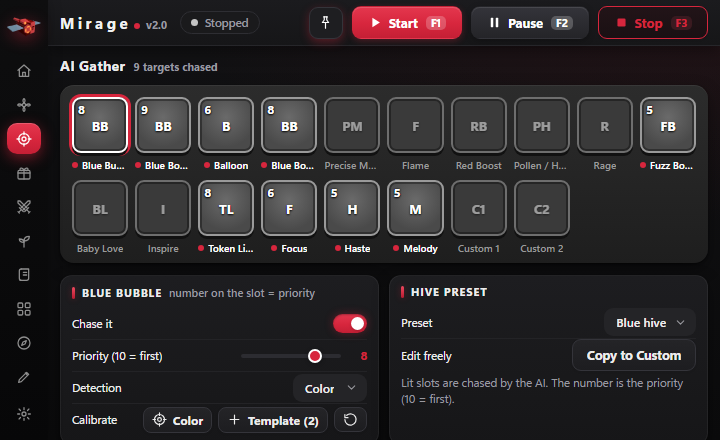 Mirage v2.0 Stopped Start F1 Pause F2 Stop F3
AI Gather 9 targets chased
8 9 6 8 5
BB BB B BB PM F RB PH R FB
Blue Bu... Blue Bo... Balloon Blue Bo... Precise M... Flame Red Boost Pollen / H... Rage Fuzz Bo...
8 6 5 5
BL I TL F H M C1 C2
Baby Love Inspire Token Li... Focus Haste Melody Custom 1 Custom 2
BLUE BUBBLE number on the slot = priority
Chase it
Priority (10 = first) 8
Detection Color
Calibrate Color Template (2)
HIVE PRESET
Preset Blue hive
Edit freely Copy to Custom
Lit slots are chased by the AI. The number is the priority
(10 = first).